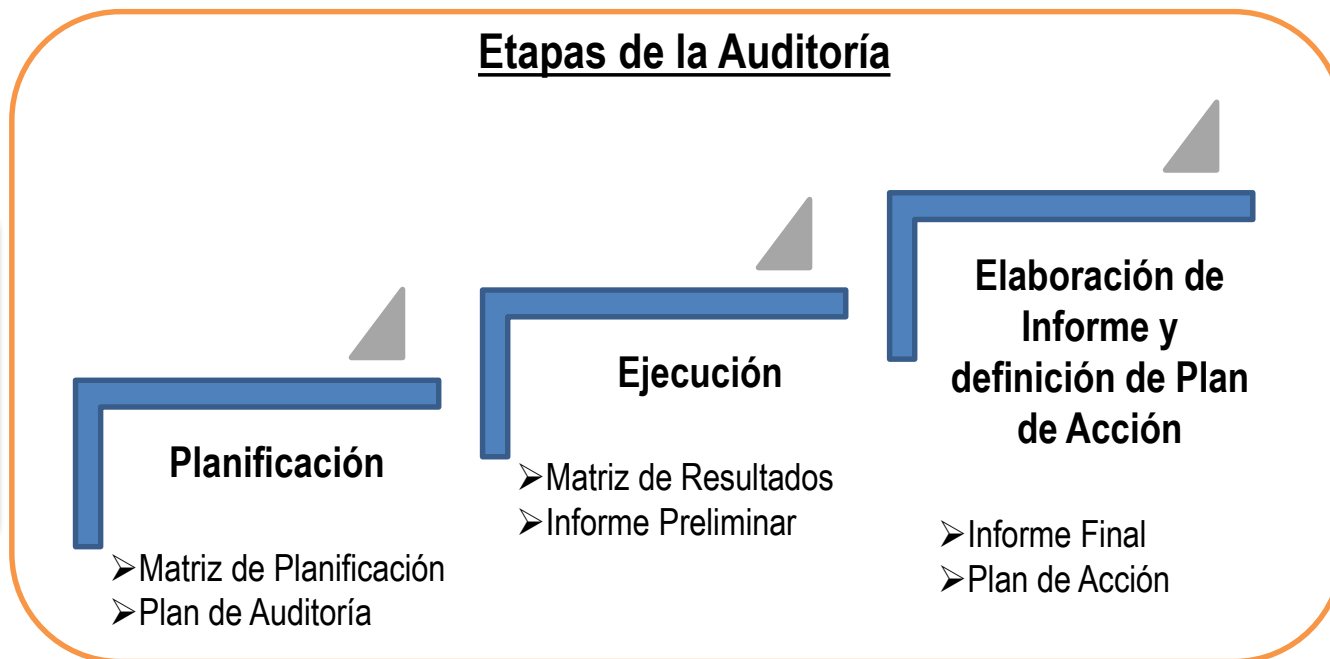 Etapas de la Auditoría
Planificación
➢Matriz de Planificación
➢Plan de Auditoría
Ejecución
➢Matriz de Resultados
➢Informe Preliminar
Elaboración de
Informe y
definición de Plan
de Acción
➢Informe Final
➢Plan de Acción